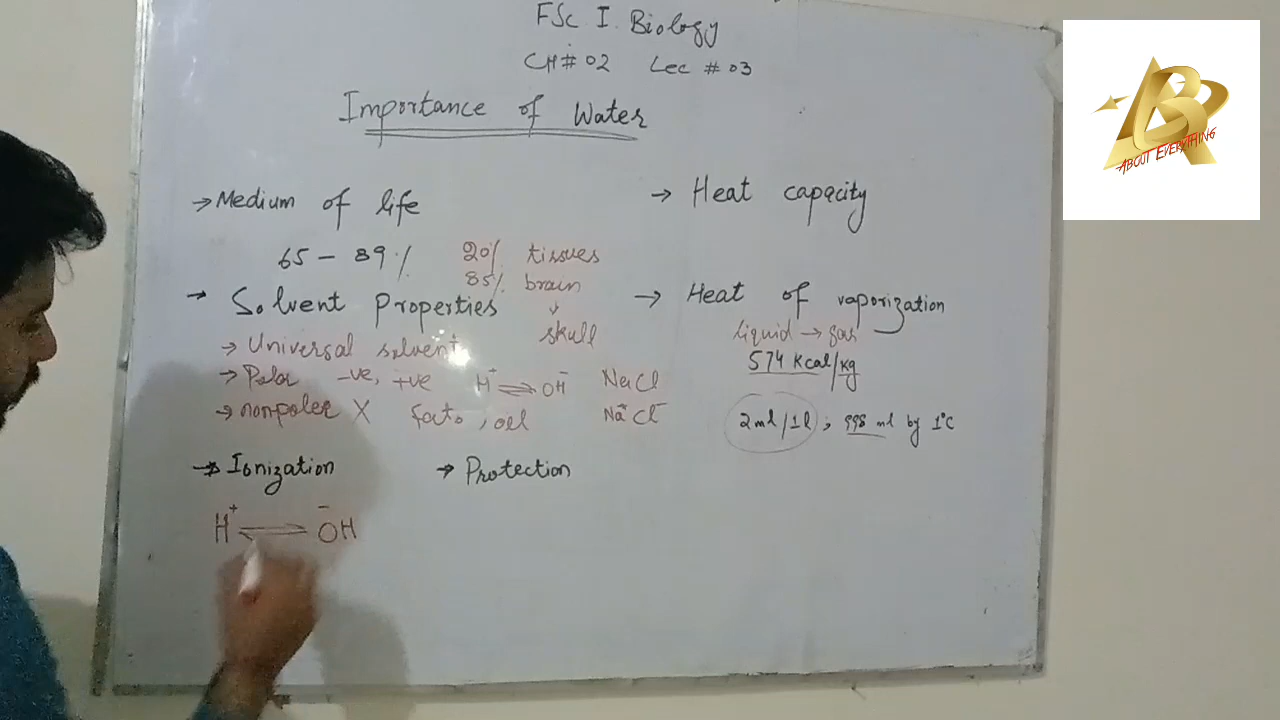 FSc I. Biology
CH # 02 Lec # 03
Importance of Water
→ Medium of life
65 – 89 %
20% tissues
85% brain
↓
skull
→ Solvent Properties
→ Universal solvent
→ Polar -ve, +ve H⁺ ⇌ OH⁻ NaCl
→ nonpolar X fats, oil Na⁺Cl⁻
→ Ionization
H⁺ ⇌ ⁻OH
→ Protection
→ Heat capacity
→ Heat of vaporization
liquid → gas
574 Kcal/kg
2ml/1l , 998 ml by 1°C
ABOUT EVERYTHING